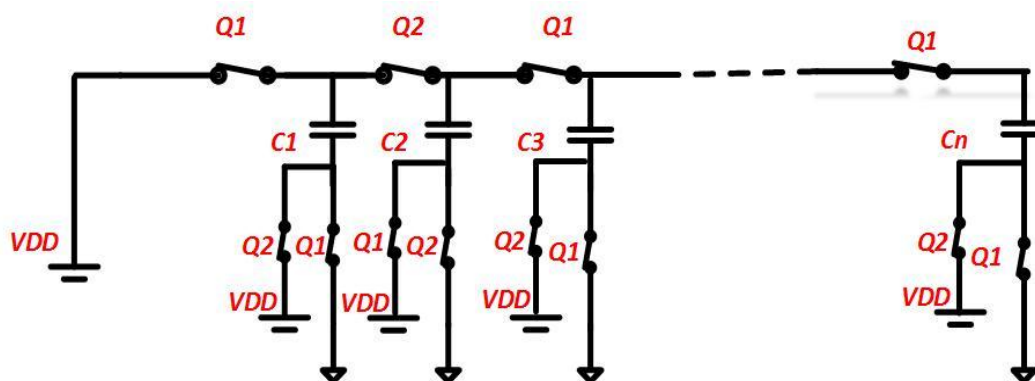 Q1 Q2 Q1 Q1
C1 C2 C3 Cn
VDD Q2 Q1 Q1 Q2 Q2 Q1 Q2 Q1
VDD VDD VDD VDD